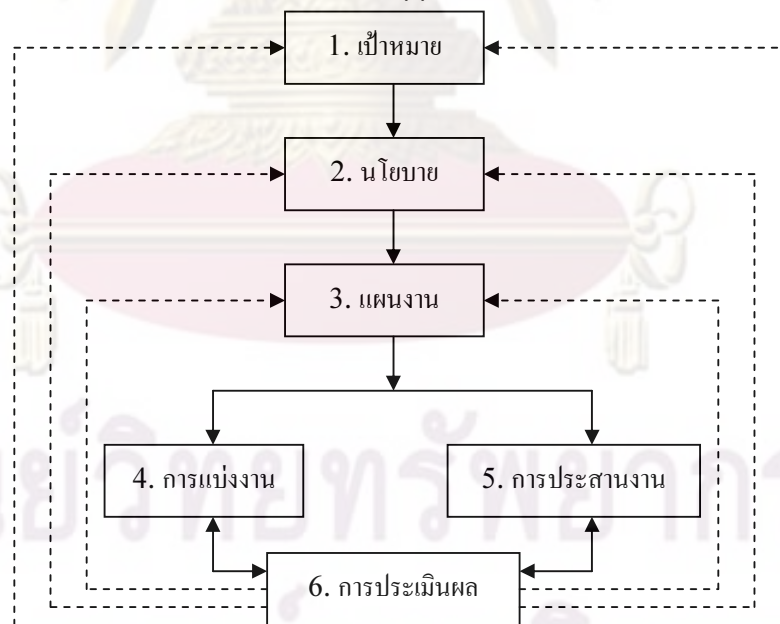 1. เป้าหมาย
2. นโยบาย
3. แผนงาน
4. การแบ่งงาน
5. การประสานงาน
6. การประเมินผล